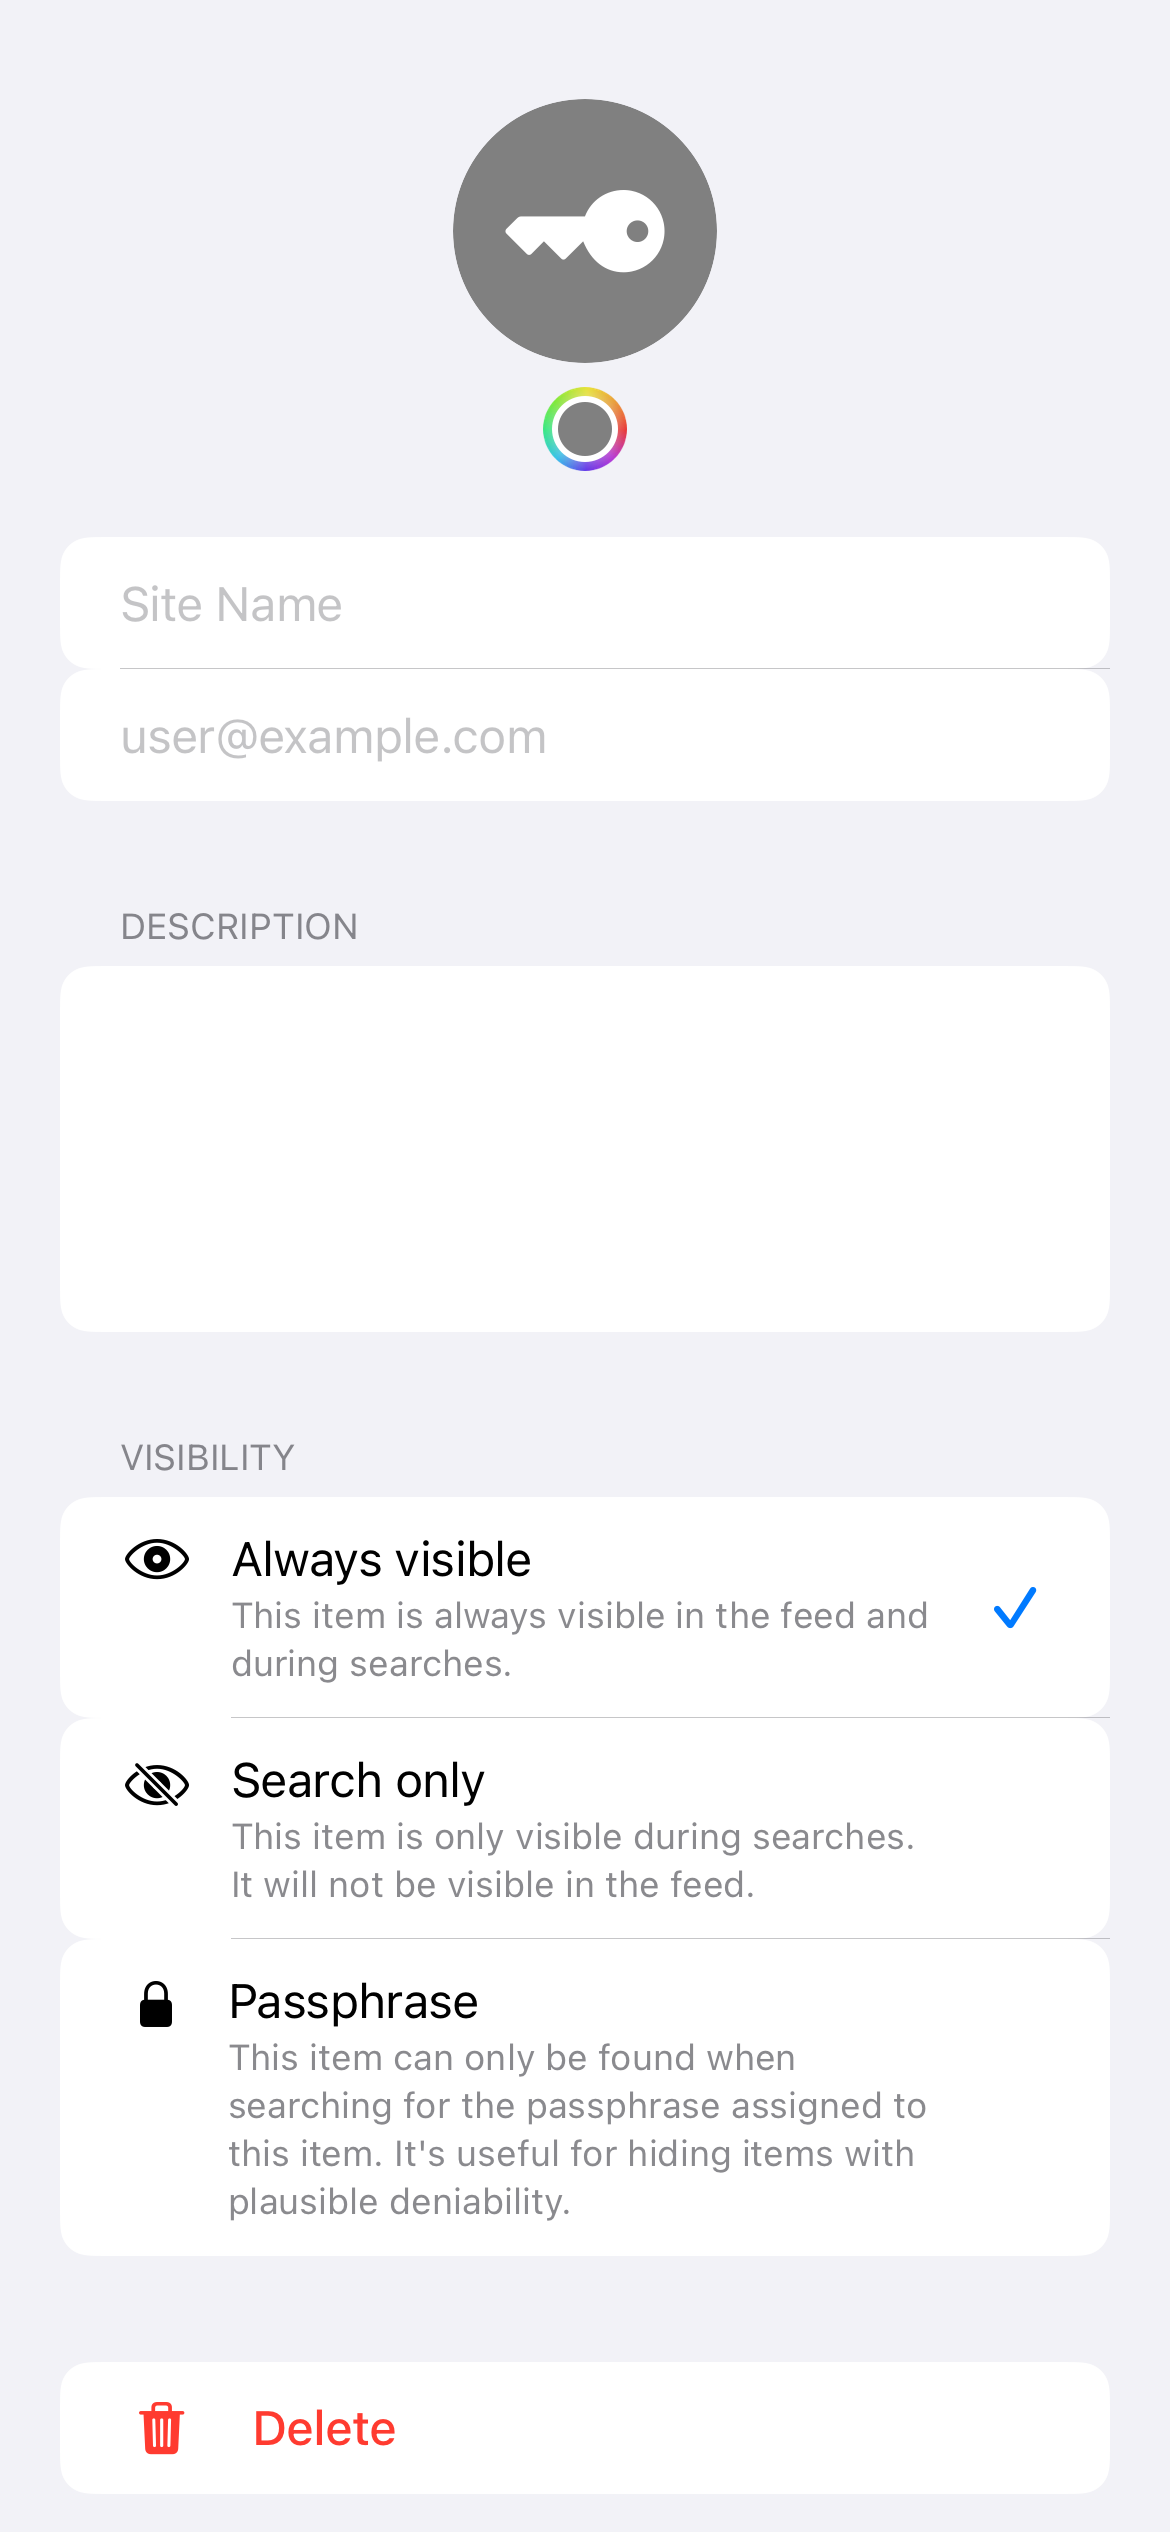 Site Name
user@example.com
DESCRIPTION
VISIBILITY
Always visible
This item is always visible in the feed and
during searches.
Search only
This item is only visible during searches.
It will not be visible in the feed.
Passphrase
This item can only be found when
searching for the passphrase assigned to
this item. It's useful for hiding items with
plausible deniability.
Delete